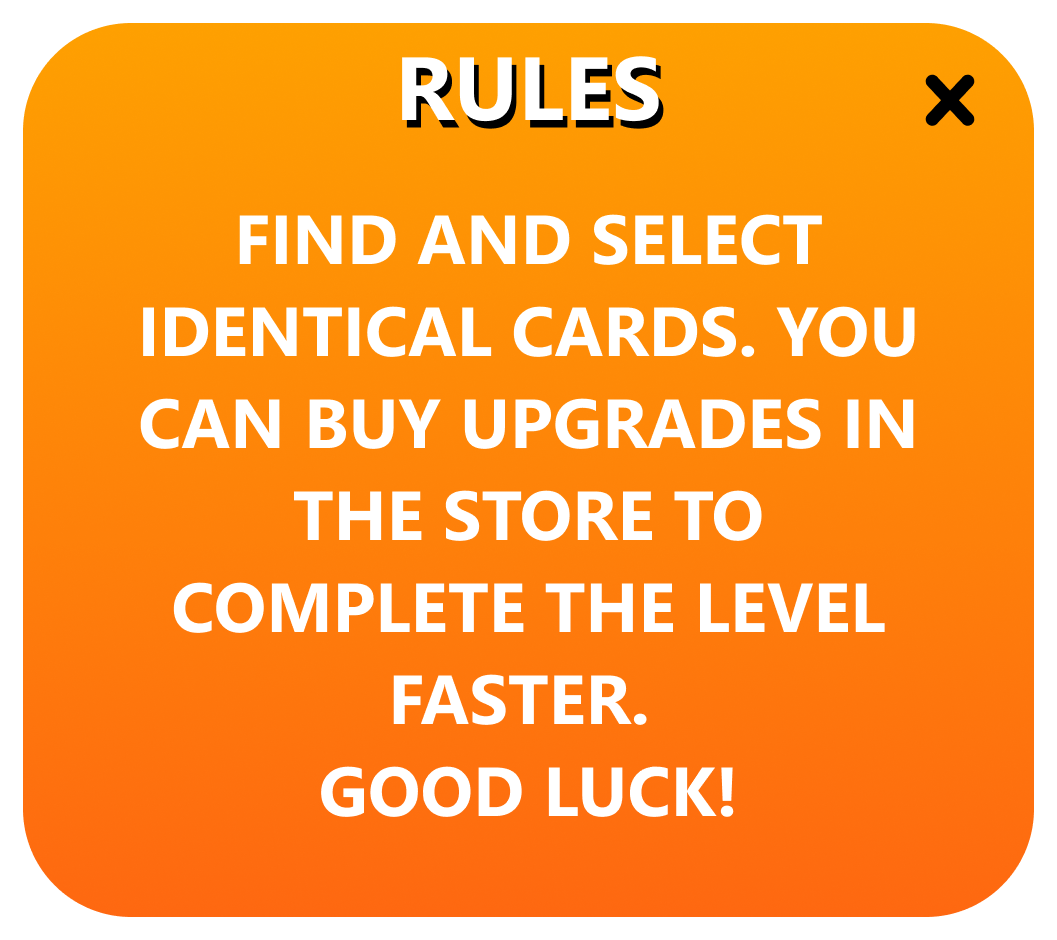 RULES
FIND AND SELECT
IDENTICAL CARDS. YOU
CAN BUY UPGRADES IN
THE STORE TO
COMPLETE THE LEVEL
FASTER.
GOOD LUCK!